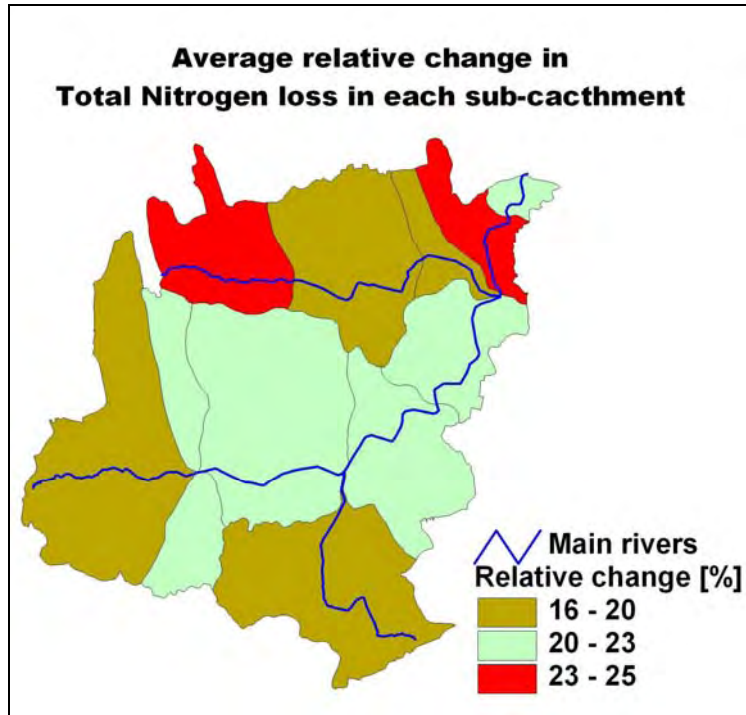 Average relative change in
Total Nitrogen loss in each sub-cacthment
Main rivers
Relative change [%]
16 - 20
20 - 23
23 - 25